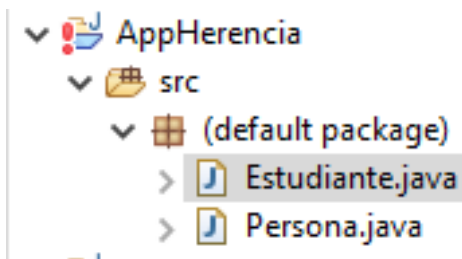 AppHerencia
src
(default package)
Estudiante.java
Persona.java